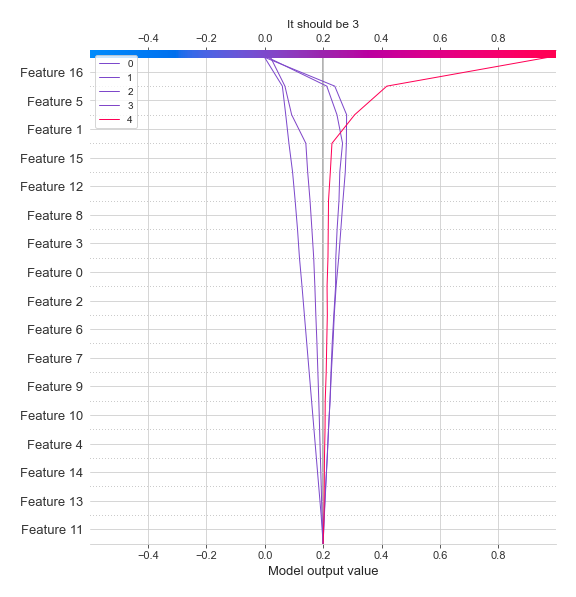 It should be 3
−0.4 −0.2 0.0 0.2 0.4 0.6 0.8
0
1
2
3
4
Feature 16
Feature 5
Feature 1
Feature 15
Feature 12
Feature 8
Feature 3
Feature 0
Feature 2
Feature 6
Feature 7
Feature 9
Feature 10
Feature 4
Feature 14
Feature 13
Feature 11
−0.4 −0.2 0.0 0.2 0.4 0.6 0.8
Model output value